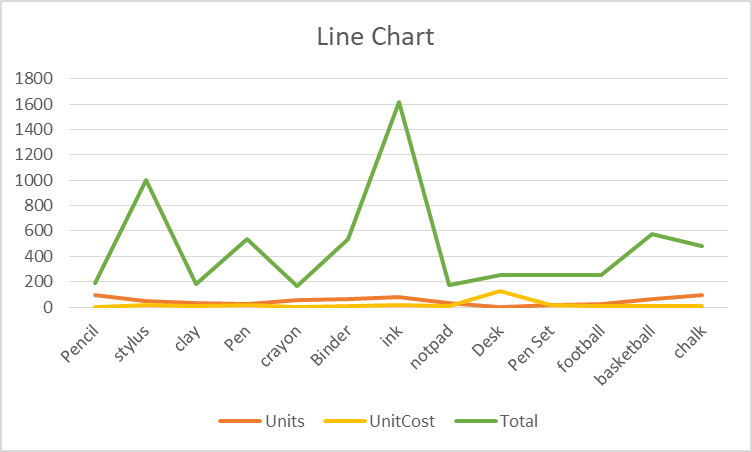 Line Chart
1800
1600
1400
1200
1000
800
600
400
200
0
Pencil
stylus
clay
Pen
crayon
Binder
ink
notpad
Desk
Pen Set
football
basketball
chalk
Units UnitCost Total